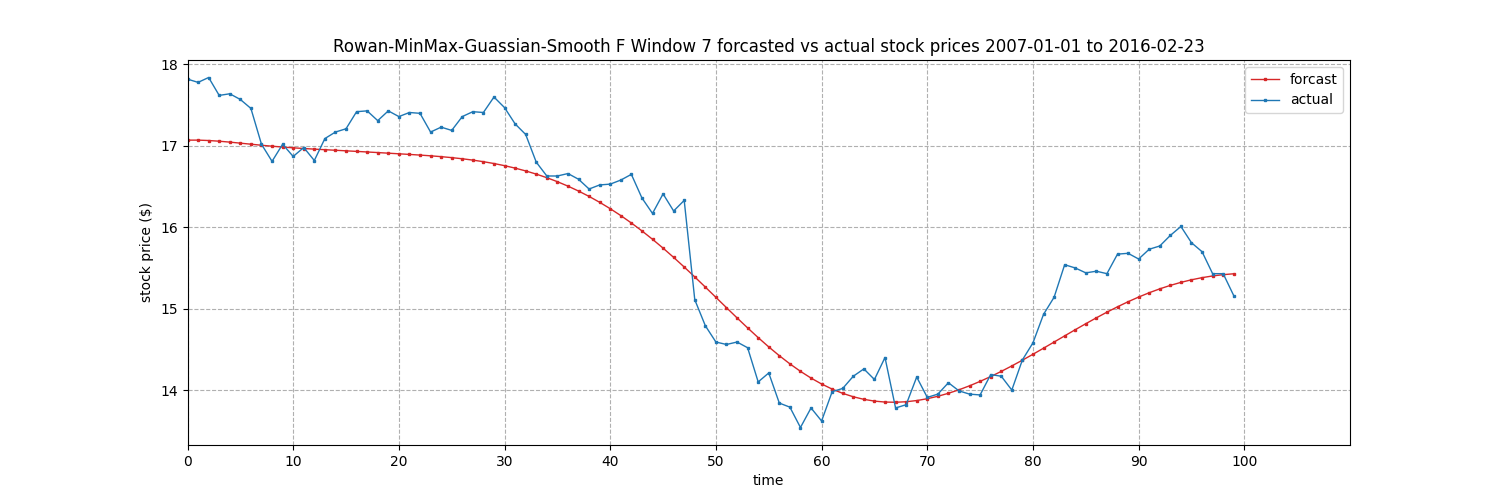 Rowan-MinMax-Guassian-Smooth F Window 7 forcasted vs actual stock prices 2007-01-01 to 2016-02-23
forcast
actual
stock price ($)
18
17
16
15
14
0 10 20 30 40 50 60 70 80 90 100
time